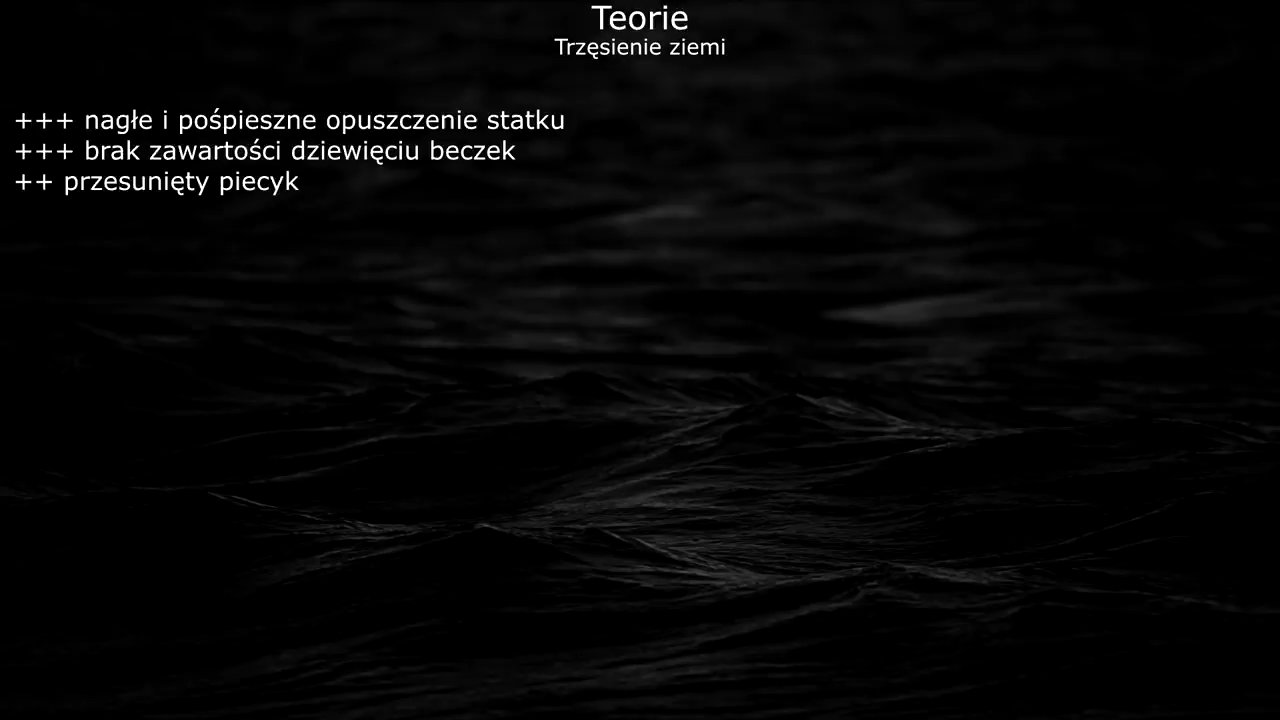 Teorie
Trzęsienie ziemi
+++ nagłe i pośpieszne opuszczenie statku
+++ brak zawartości dziewięciu beczek
++ przesunięty piecyk